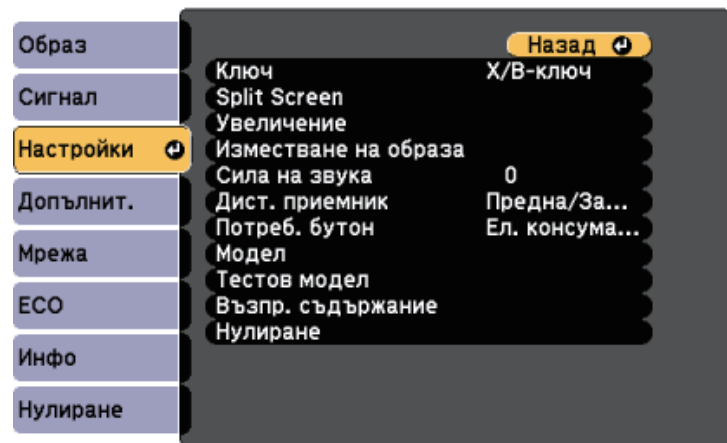 Образ
Сигнал
Настройки
Допълнит.
Мрежа
ECO
Инфо
Нулиране
Назад
Ключ Х/В-ключ
Split Screen
Увеличение
Изместване на образа
Сила на звука 0
Дист. приемник Предна/За...
Потреб. бутон Ел. консума...
Модел
Тестов модел
Възпр. съдържание
Нулиране